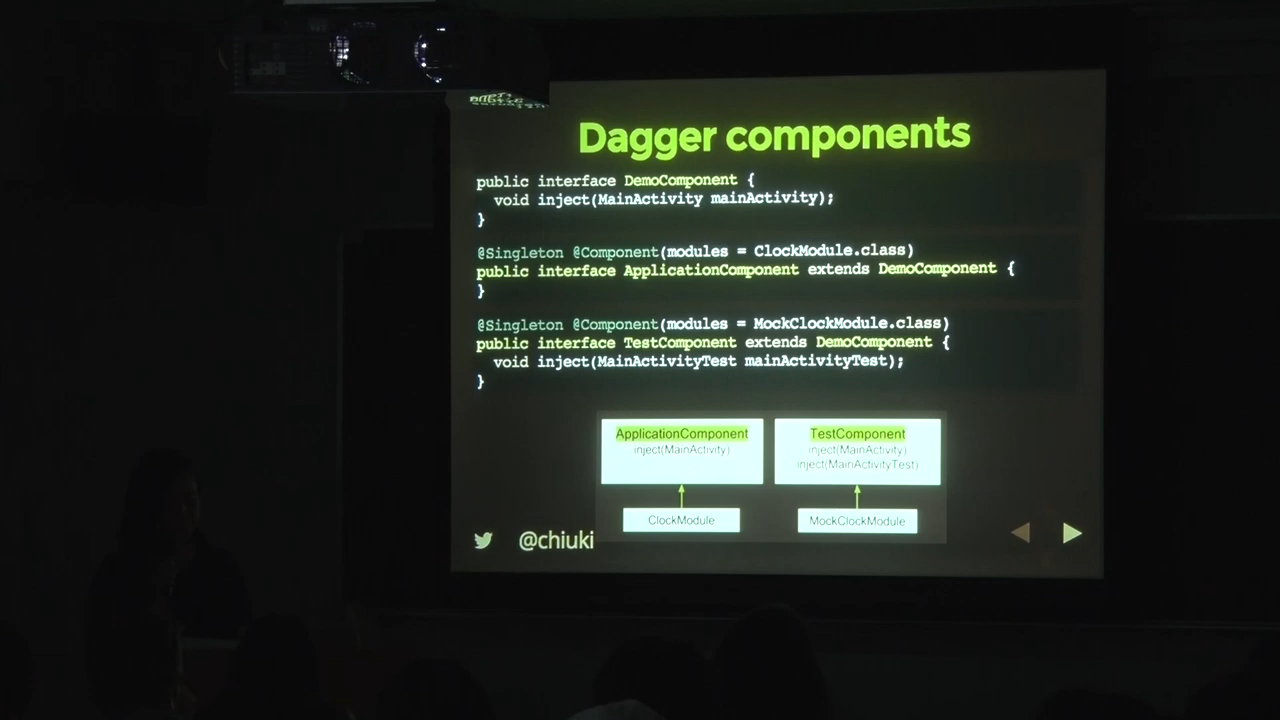 Dagger components
public interface DemoComponent {
void inject(MainActivity mainActivity);
}
@Singleton @Component(modules = ClockModule.class)
public interface ApplicationComponent extends DemoComponent {
}
@Singleton @Component(modules = MockClockModule.class)
public interface TestComponent extends DemoComponent {
void inject(MainActivityTest mainActivityTest);
}
ApplicationComponent
inject(MainActivity)
TestComponent
inject(MainActivity)
inject(MainActivityTest)
ClockModule
MockClockModule
@chiuki